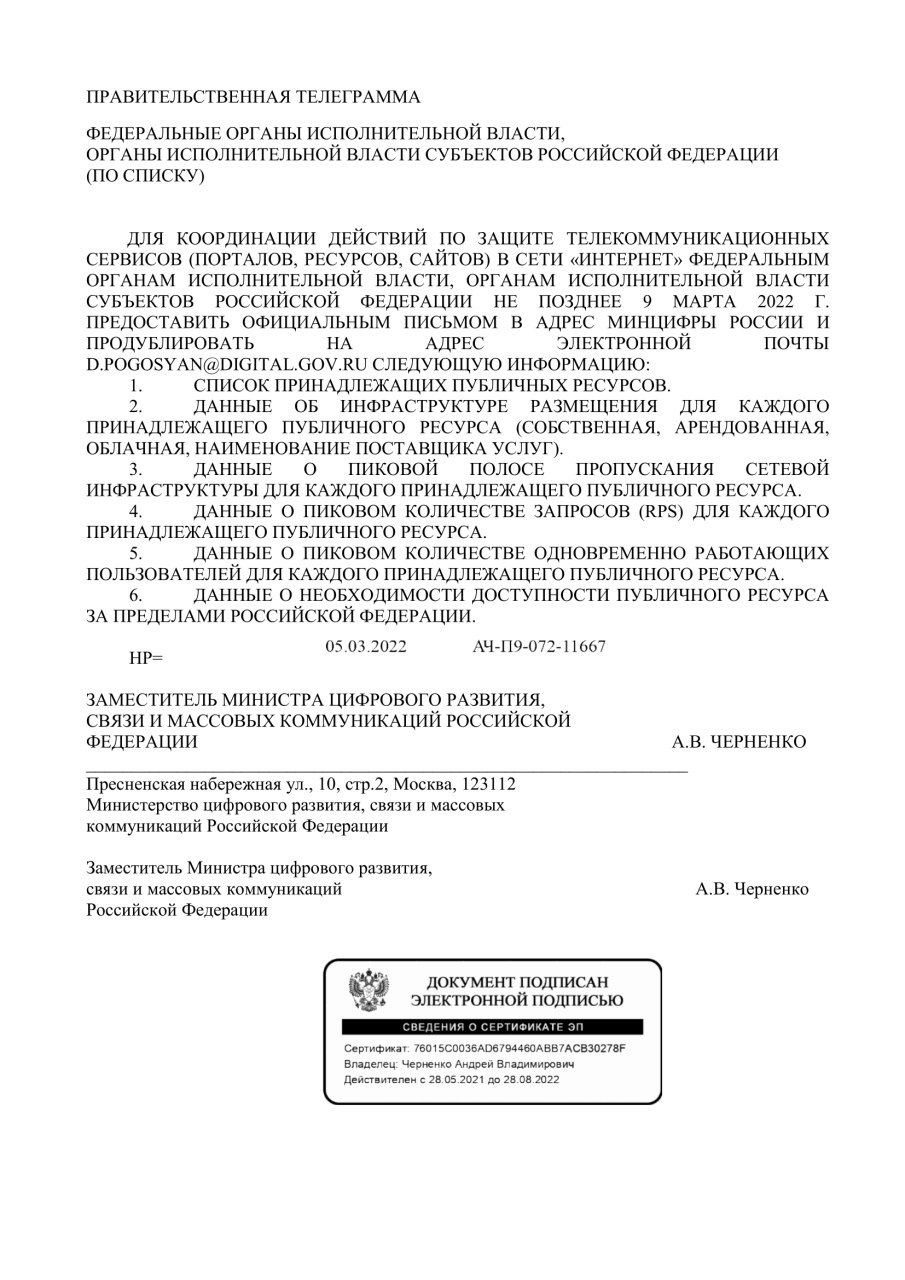 ПРАВИТЕЛЬСТВЕННАЯ ТЕЛЕГРАММА
ФЕДЕРАЛЬНЫЕ ОРГАНЫ ИСПОЛНИТЕЛЬНОЙ ВЛАСТИ,
ОРГАНЫ ИСПОЛНИТЕЛЬНОЙ ВЛАСТИ СУБЪЕКТОВ РОССИЙСКОЙ ФЕДЕРАЦИИ
(ПО СПИСКУ)
ДЛЯ КООРДИНАЦИИ ДЕЙСТВИЙ ПО ЗАЩИТЕ ТЕЛЕКОММУНИКАЦИОННЫХ
СЕРВИСОВ (ПОРТАЛОВ, РЕСУРСОВ, САЙТОВ) В СЕТИ «ИНТЕРНЕТ» ФЕДЕРАЛЬНЫМ
ОРГАНАМ ИСПОЛНИТЕЛЬНОЙ ВЛАСТИ, ОРГАНАМ ИСПОЛНИТЕЛЬНОЙ ВЛАСТИ
СУБЪЕКТОВ РОССИЙСКОЙ ФЕДЕРАЦИИ НЕ ПОЗДНЕЕ 9 МАРТА 2022 Г.
ПРЕДОСТАВИТЬ ОФИЦИАЛЬНЫМ ПИСЬМОМ В АДРЕС МИНЦИФРЫ РОССИИ И
ПРОДУБЛИРОВАТЬ НА АДРЕС ЭЛЕКТРОННОЙ ПОЧТЫ
D.POGOSYAN@DIGITAL.GOV.RU СЛЕДУЮЩУЮ ИНФОРМАЦИЮ:
1. СПИСОК ПРИНАДЛЕЖАЩИХ ПУБЛИЧНЫХ РЕСУРСОВ.
2. ДАННЫЕ ОБ ИНФРАСТРУКТУРЕ РАЗМЕЩЕНИЯ ДЛЯ КАЖДОГО
ПРИНАДЛЕЖАЩЕГО ПУБЛИЧНОГО РЕСУРСА (СОБСТВЕННАЯ, АРЕНДОВАННАЯ,
ОБЛАЧНАЯ, НАИМЕНОВАНИЕ ПОСТАВЩИКА УСЛУГ).
3. ДАННЫЕ О ПИКОВОЙ ПОЛОСЕ ПРОПУСКАНИЯ СЕТЕВОЙ
ИНФРАСТРУКТУРЫ ДЛЯ КАЖДОГО ПРИНАДЛЕЖАЩЕГО ПУБЛИЧНОГО РЕСУРСА.
4. ДАННЫЕ О ПИКОВОМ КОЛИЧЕСТВЕ ЗАПРОСОВ (RPS) ДЛЯ КАЖДОГО
ПРИНАДЛЕЖАЩЕГО ПУБЛИЧНОГО РЕСУРСА.
5. ДАННЫЕ О ПИКОВОМ КОЛИЧЕСТВЕ ОДНОВРЕМЕННО РАБОТАЮЩИХ
ПОЛЬЗОВАТЕЛЕЙ ДЛЯ КАЖДОГО ПРИНАДЛЕЖАЩЕГО ПУБЛИЧНОГО РЕСУРСА.
6. ДАННЫЕ О НЕОБХОДИМОСТИ ДОСТУПНОСТИ ПУБЛИЧНОГО РЕСУРСА
ЗА ПРЕДЕЛАМИ РОССИЙСКОЙ ФЕДЕРАЦИИ.
05.03.2022 АЧ-П9-072-11667
НР=
ЗАМЕСТИТЕЛЬ МИНИСТРА ЦИФРОВОГО РАЗВИТИЯ,
СВЯЗИ И МАССОВЫХ КОММУНИКАЦИЙ РОССИЙСКОЙ
ФЕДЕРАЦИИ А.В. ЧЕРНЕНКО
Пресненская набережная ул., 10, стр.2, Москва, 123112
Министерство цифрового развития, связи и массовых
коммуникаций Российской Федерации
Заместитель Министра цифрового развития,
связи и массовых коммуникаций А.В. Черненко
Российской Федерации
ДОКУМЕНТ ПОДПИСАН
ЭЛЕКТРОННОЙ ПОДПИСЬЮ
СВЕДЕНИЯ О СЕРТИФИКАТЕ ЭП
Сертификат: 76015C0036AD6794460ABB7ACB30278F
Владелец: Черненко Андрей Владимирович
Действителен с 28.05.2021 до 28.08.2022